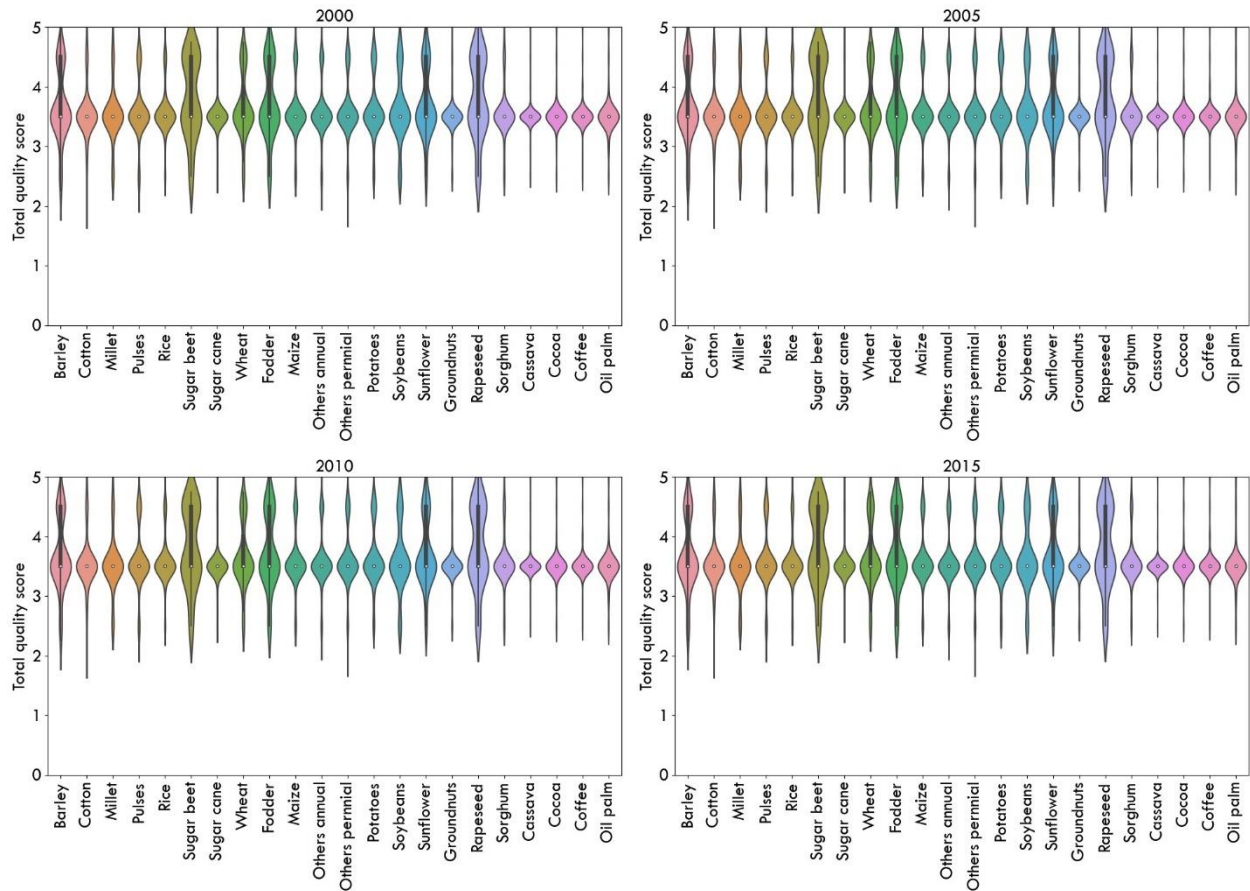 2000
5
4
3
2
1
0
Total quality score
Barley
Cotton
Millet
Pulses
Rice
Sugar beet
Sugar cane
Wheat
Fodder
Maize
Others annual
Others permnial
Potatoes
Soybeans
Sunflower
Groundnuts
Rapeseed
Sorghum
Cassava
Cocoa
Coffee
Oil palm
2005
5
4
3
2
1
0
Total quality score
Barley
Cotton
Millet
Pulses
Rice
Sugar beet
Sugar cane
Wheat
Fodder
Maize
Others annual
Others permnial
Potatoes
Soybeans
Sunflower
Groundnuts
Rapeseed
Sorghum
Cassava
Cocoa
Coffee
Oil palm
2010
5
4
3
2
1
0
Total quality score
Barley
Cotton
Millet
Pulses
Rice
Sugar beet
Sugar cane
Wheat
Fodder
Maize
Others annual
Others permnial
Potatoes
Soybeans
Sunflower
Groundnuts
Rapeseed
Sorghum
Cassava
Cocoa
Coffee
Oil palm
2015
5
4
3
2
1
0
Total quality score
Barley
Cotton
Millet
Pulses
Rice
Sugar beet
Sugar cane
Wheat
Fodder
Maize
Others annual
Others permnial
Potatoes
Soybeans
Sunflower
Groundnuts
Rapeseed
Sorghum
Cassava
Cocoa
Coffee
Oil palm